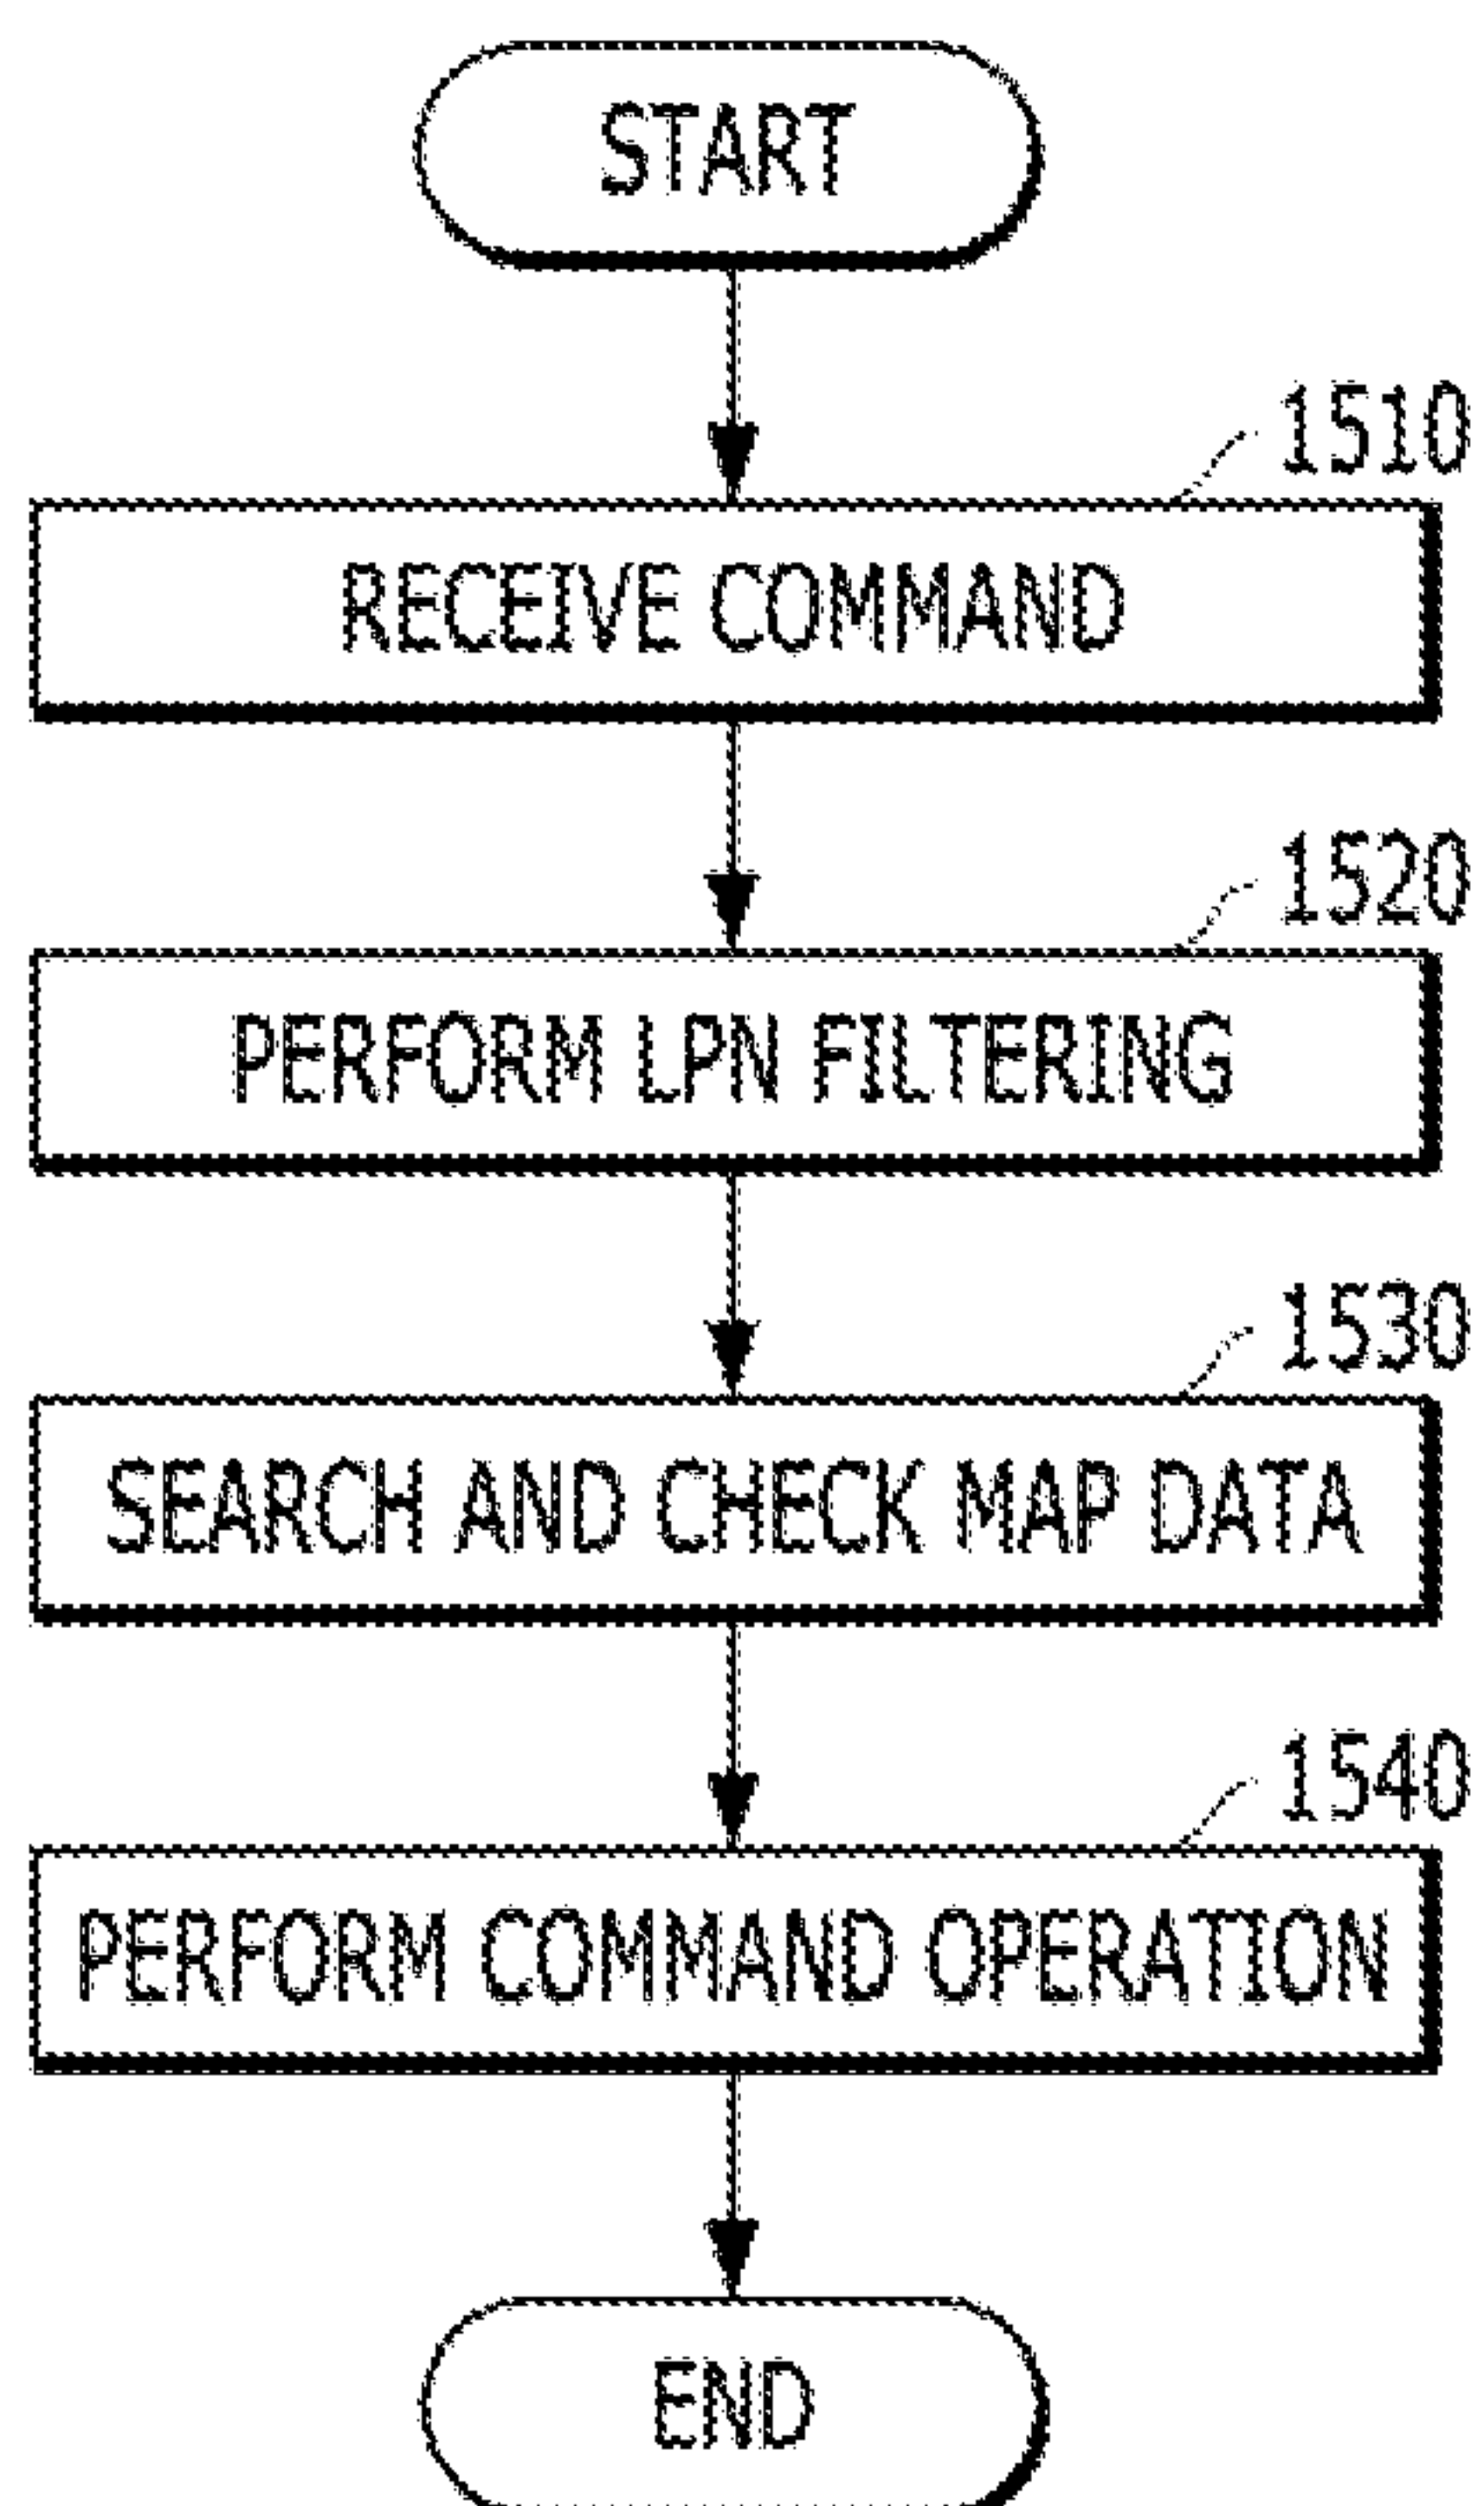 START
1510
RECEIVE COMMAND
1520
PERFORM LPN FILTERING
1530
SEARCH AND CHECK MAP DATA
1540
PERFORM COMMAND OPERATION
END